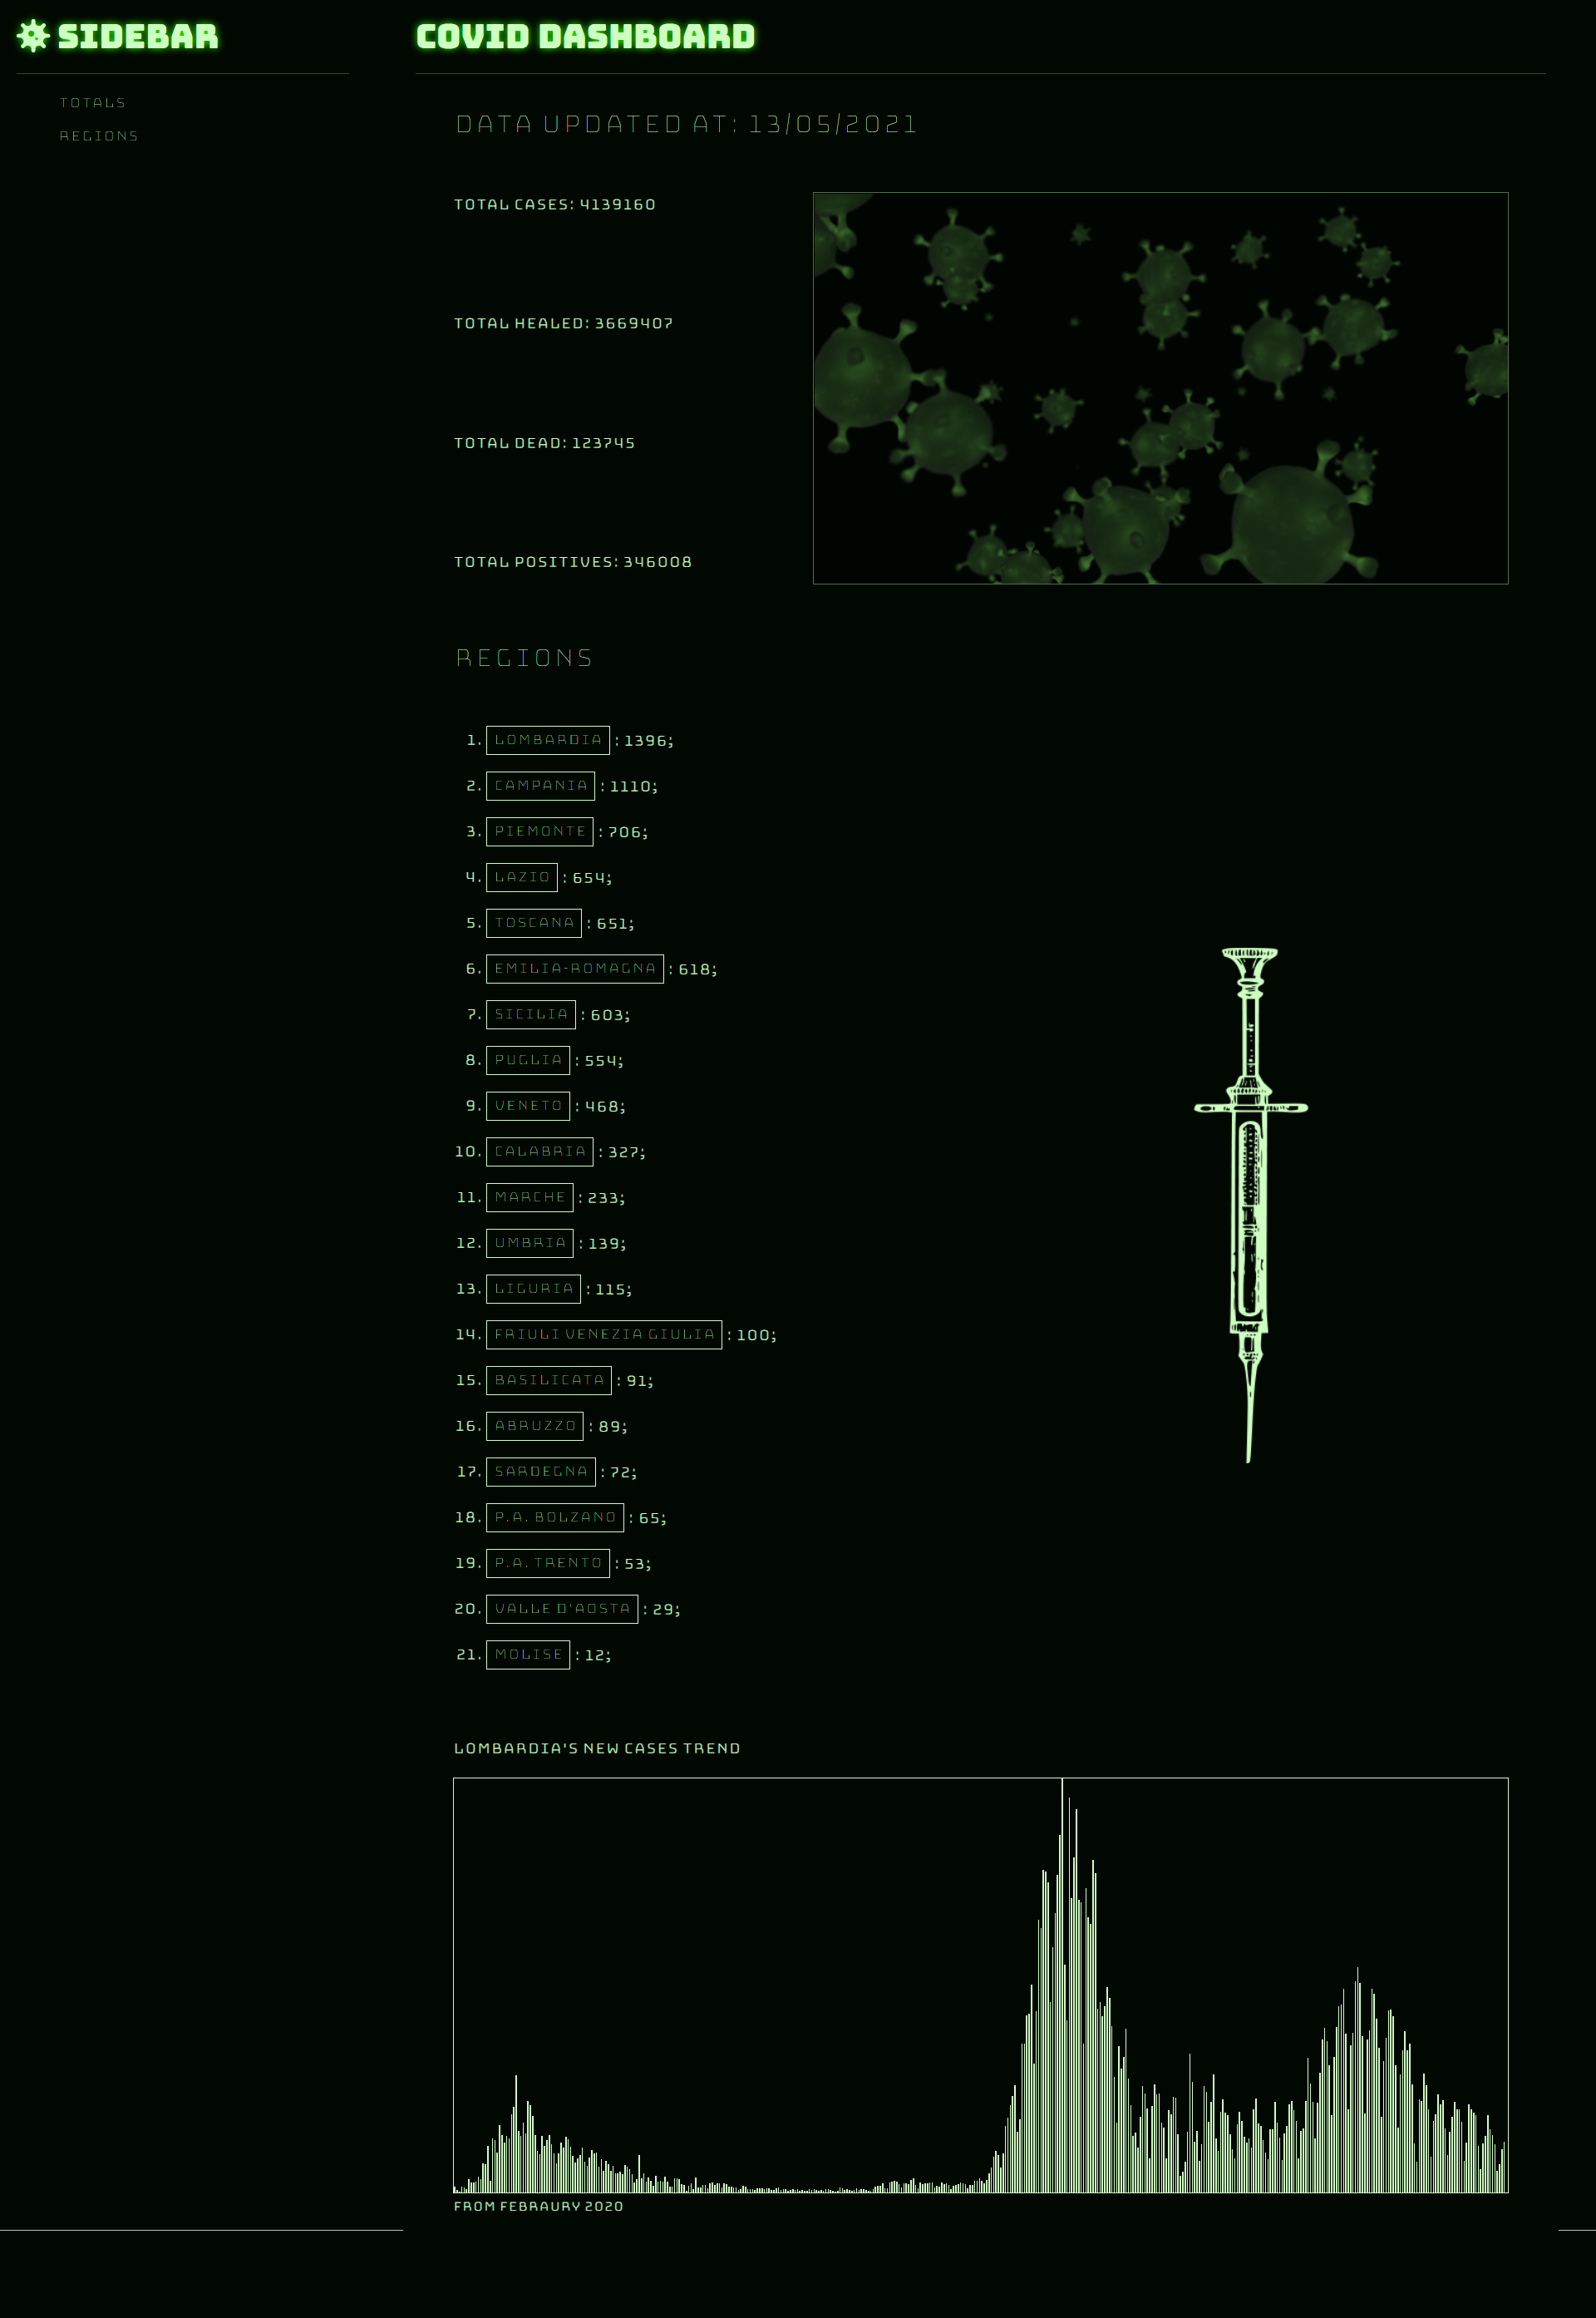 SIDEBAR
TOTALS
REGIONS
COVID DASHBOARD
DATA UPDATED AT: 13/05/2021
TOTAL CASES: 4139160
TOTAL HEALED: 3669407
TOTAL DEAD: 123745
TOTAL POSITIVES: 346008
REGIONS
1. LOMBARDIA : 1396;
2. CAMPANIA : 1110;
3. PIEMONTE : 706;
4. LAZIO : 654;
5. TOSCANA : 651;
6. EMILIA-ROMAGNA : 618;
7. SICILIA : 603;
8. PUGLIA : 554;
9. VENETO : 468;
10. CALABRIA : 327;
11. MARCHE : 233;
12. UMBRIA : 139;
13. LIGURIA : 115;
14. FRIULI VENEZIA GIULIA : 100;
15. BASILICATA : 91;
16. ABRUZZO : 89;
17. SARDEGNA : 72;
18. P.A. BOLZANO : 65;
19. P.A. TRENTO : 53;
20. VALLE D'AOSTA : 29;
21. MOLISE : 12;
LOMBARDIA'S NEW CASES TREND
FROM FEBRAURY 2020